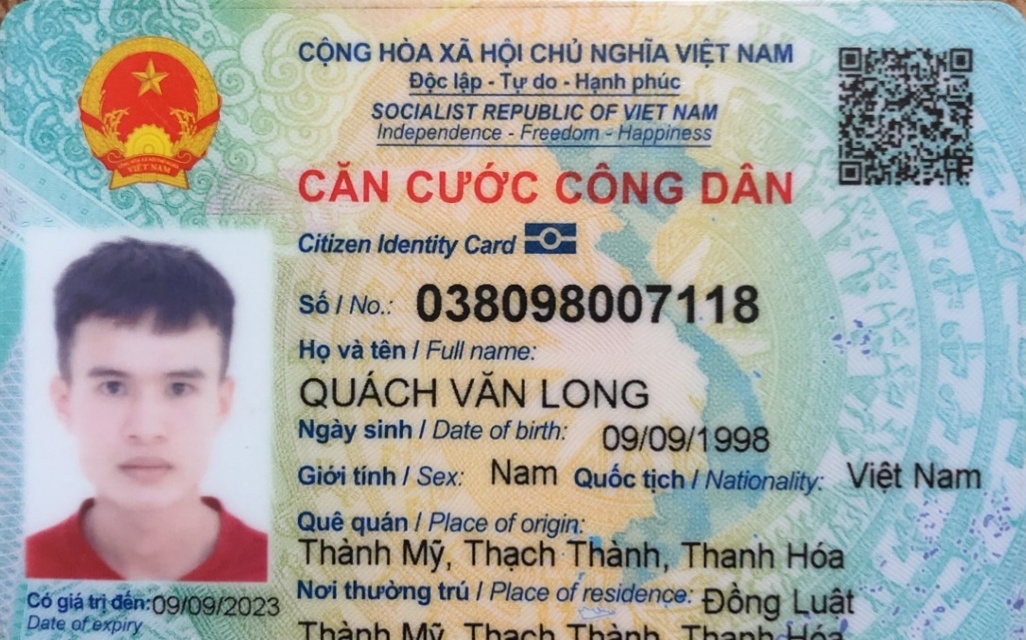 CỘNG HÒA XÃ HỘI CHỦ NGHĨA VIỆT NAM
Độc lập - Tự do - Hạnh phúc
SOCIALIST REPUBLIC OF VIET NAM
Independence - Freedom - Happiness
VIỆT NAM
CĂN CƯỚC CÔNG DÂN
Citizen Identity Card
Số / No.: 038098007118
Họ và tên / Full name:
QUÁCH VĂN LONG
Ngày sinh / Date of birth: 09/09/1998
Giới tính / Sex: Nam Quốc tịch / Nationality: Việt Nam
Quê quán / Place of origin:
Thành Mỹ, Thạch Thành, Thanh Hóa
Nơi thường trú / Place of residence: Đồng Luật
Thành Mỹ, Thạch Thành, Thanh Hóa
Có giá trị đến: 09/09/2023
Date of expiry